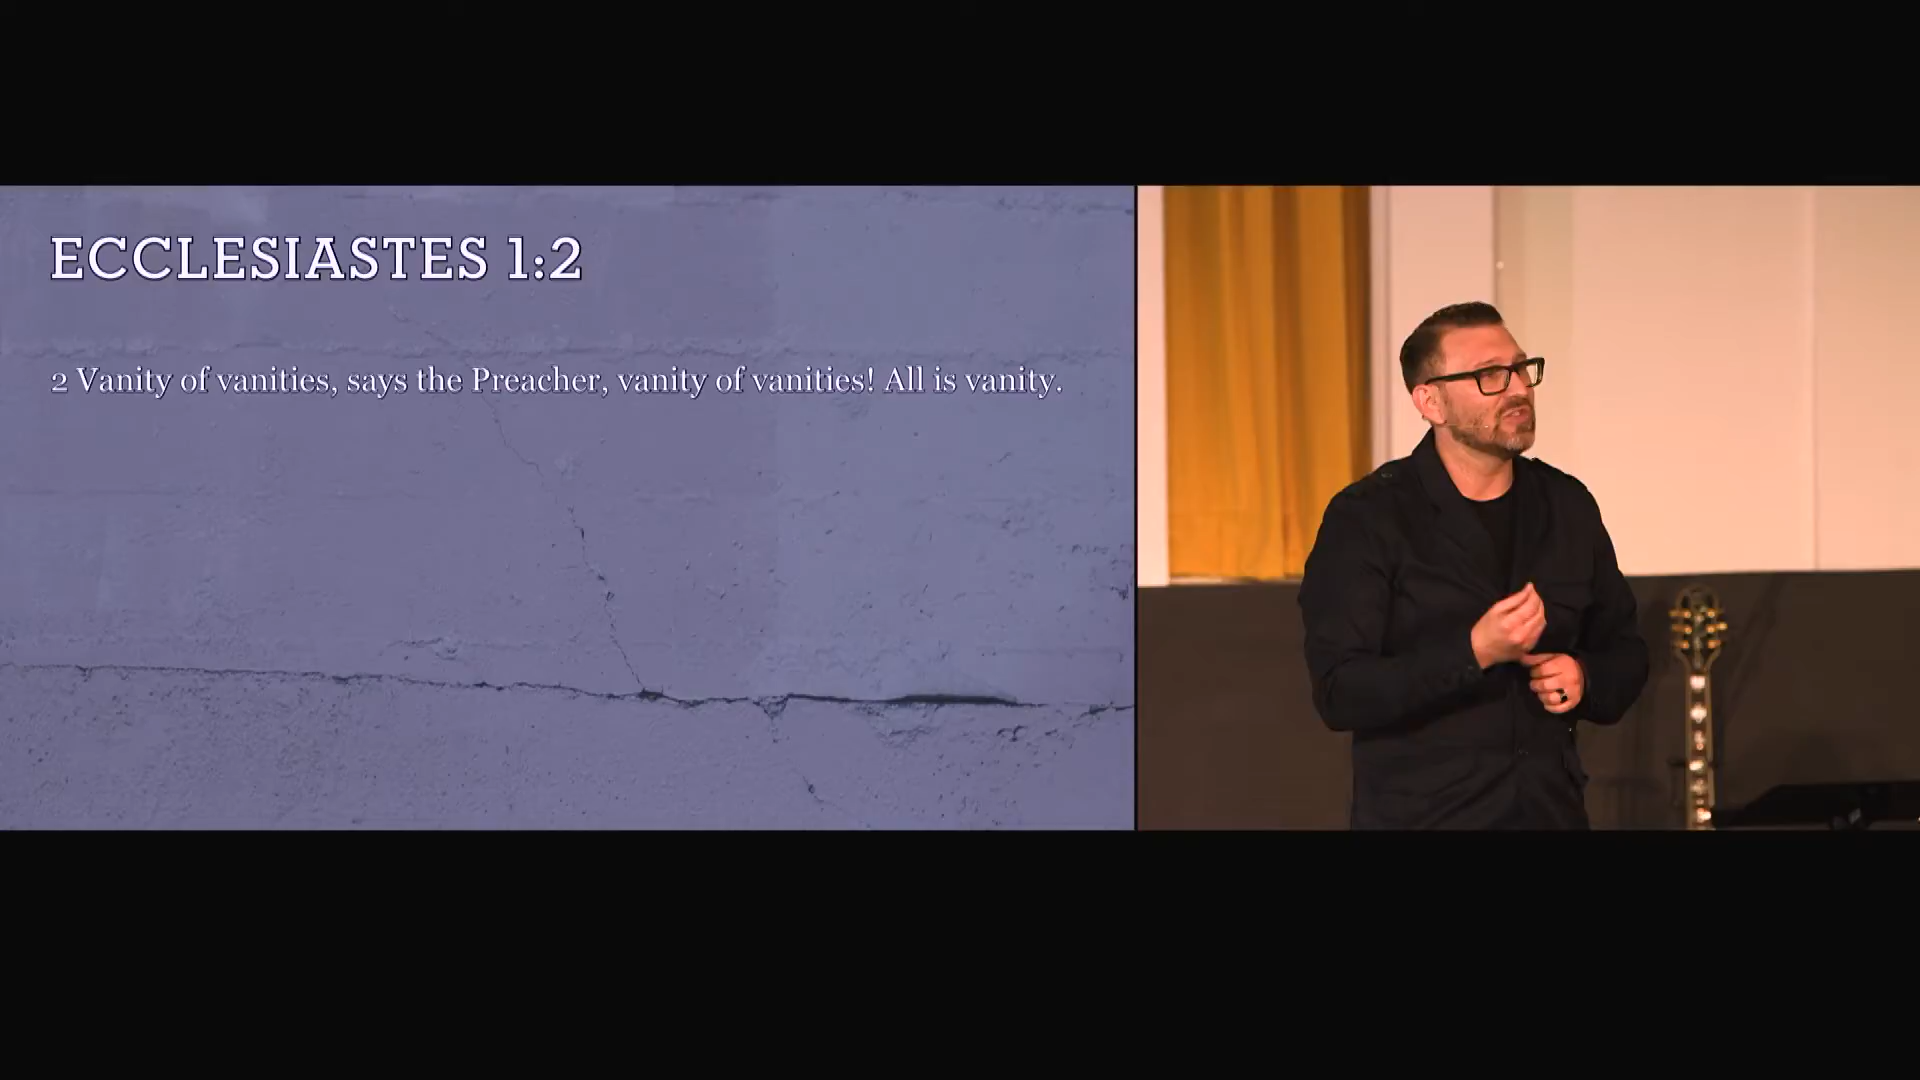 ECCLESIASTES 1:2
2 Vanity of vanities, says the Preacher, vanity of vanities! All is vanity.